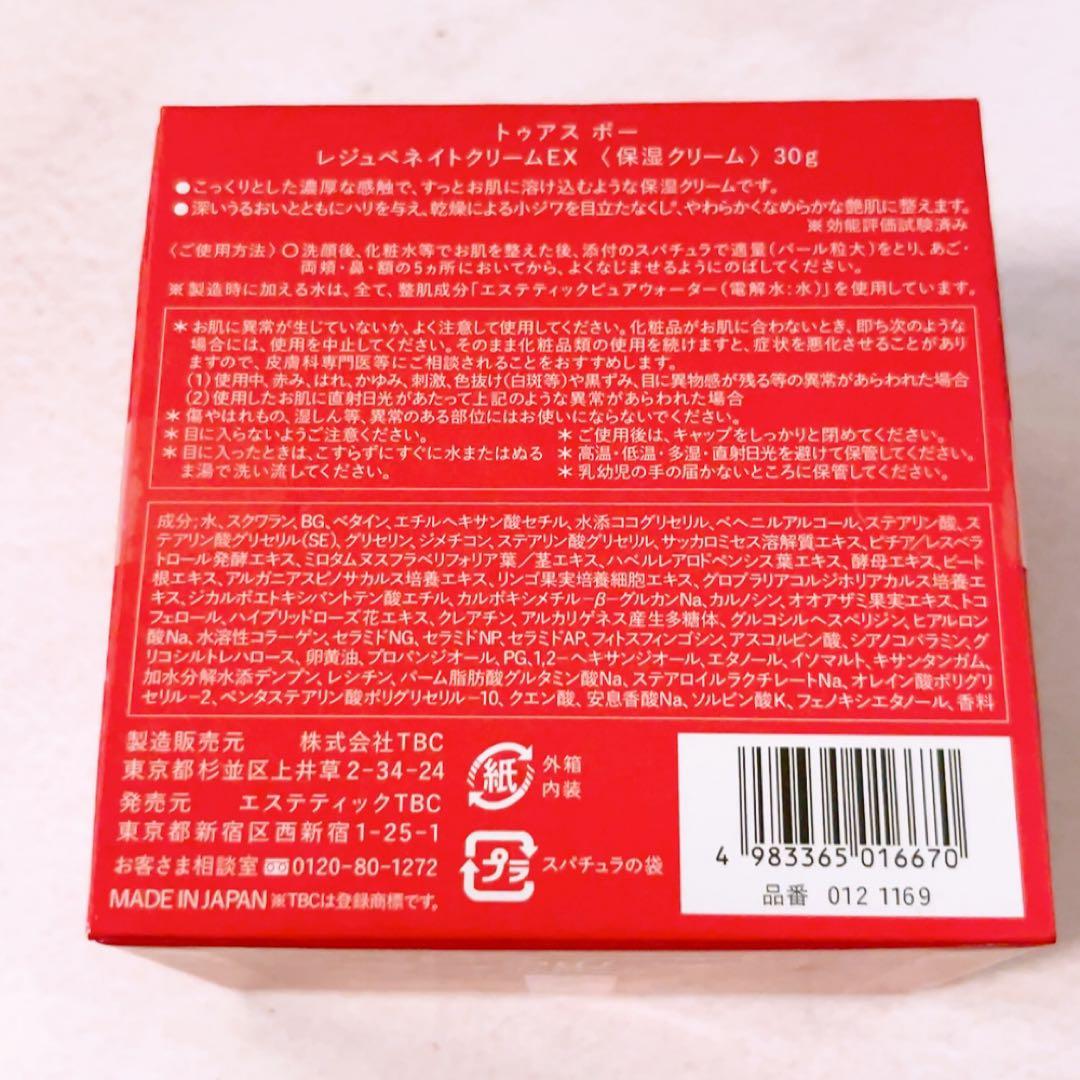 トゥアス ボー
レジュベネイトクリームEX 〈保湿クリーム〉 30g
●こっくりとした濃厚な感触で、すっとお肌に溶け込むような保湿クリームです。
●深いうるおいとともにハリを与え、乾燥による小ジワを目立たなくし、やわらかくなめらかな艶肌に整えます。
※効能評価試験済み
〈ご使用方法〉○洗顔後、化粧水等でお肌を整えた後、添付のスパチュラで適量(パール粒大)をとり、あご・
両頬・鼻・額の5ヵ所においてから、よくなじませるようにのばしてください。
※製造時に加える水は、全て、整肌成分「エステティックピュアウォーター(電解水:水)」を使用しています。
＊お肌に異常が生じていないか、よく注意して使用してください。化粧品がお肌に合わないとき、即ち次のような
場合には、使用を中止してください。そのまま化粧品類の使用を続けますと、症状を悪化させることがあり
ますので、皮膚科専門医等にご相談されることをおすすめします。
(1)使用中、赤み、はれ、かゆみ、刺激、色抜け(白斑等)や黒ずみ、目に異物感が残る等の異常があらわれた場合
(2)使用したお肌に直射日光があたって上記のような異常があらわれた場合
＊傷やはれもの、湿しん等、異常のある部位にはお使いにならないでください。
＊目に入らないようご注意ください。
＊目に入ったときは、こすらずにすぐに水またはぬる
ま湯で洗い流してください。
＊ご使用後は、キャップをしっかりと閉めてください。
＊高温・低温・多湿・直射日光を避けて保管してください。
＊乳幼児の手の届かないところに保管してください。
成分:水、スクワラン、BG、ベタイン、エチルヘキサン酸セチル、水添ココグリセリル、ベヘニルアルコール、ステアリン酸、ス
テアリン酸グリセリル(SE)、グリセリン、ジメチコン、ステアリン酸グリセリル、サッカロミセス溶解質エキス、ピチア/レスベラ
トロール発酵エキス、ミロタムヌスフラベリフォリア葉/茎エキス、ハベルレアロドペンシス葉エキス、酵母エキス、ビート
根エキス、アルガニアスピノサカルス培養エキス、リンゴ果実培養細胞エキス、グロブラリアコルジホリアカルス培養エ
キス、ジカルボエトキシパントテン酸エチル、カルボキシメチル-β-グルカンNa、カルノシン、オオアザミ果実エキス、トコ
フェロール、ハイブリッドローズ花エキス、クレアチン、アルカリゲネス産生多糖体、グルコシルヘスペリジン、ヒアルロン
酸Na、水溶性コラーゲン、セラミドNG、セラミドNP、セラミドAP、フィトスフィンゴシン、アスコルビン酸、シアノコバラミン、グ
リコシルトレハロース、卵黄油、プロパンジオール、PG、1,2-ヘキサンジオール、エタノール、イソマルト、キサンタンガム、
加水分解水添デンプン、レシチン、パーム脂肪酸グルタミン酸Na、ステアロイルラクチレートNa、オレイン酸ポリグリ
セリル-2、ペンタステアリン酸ポリグリセリル-10、クエン酸、安息香酸Na、ソルビン酸K、フェノキシエタノール、香料
製造販売元 株式会社TBC
東京都杉並区上井草2-34-24
発売元 エステティックTBC
東京都新宿区西新宿1-25-1
お客さま相談室 0120-80-1272
MADE IN JAPAN ※TBCは登録商標です。
紙
外箱
内装
プラ
スパチュラの袋
4 983365 016670
品番 012 1169